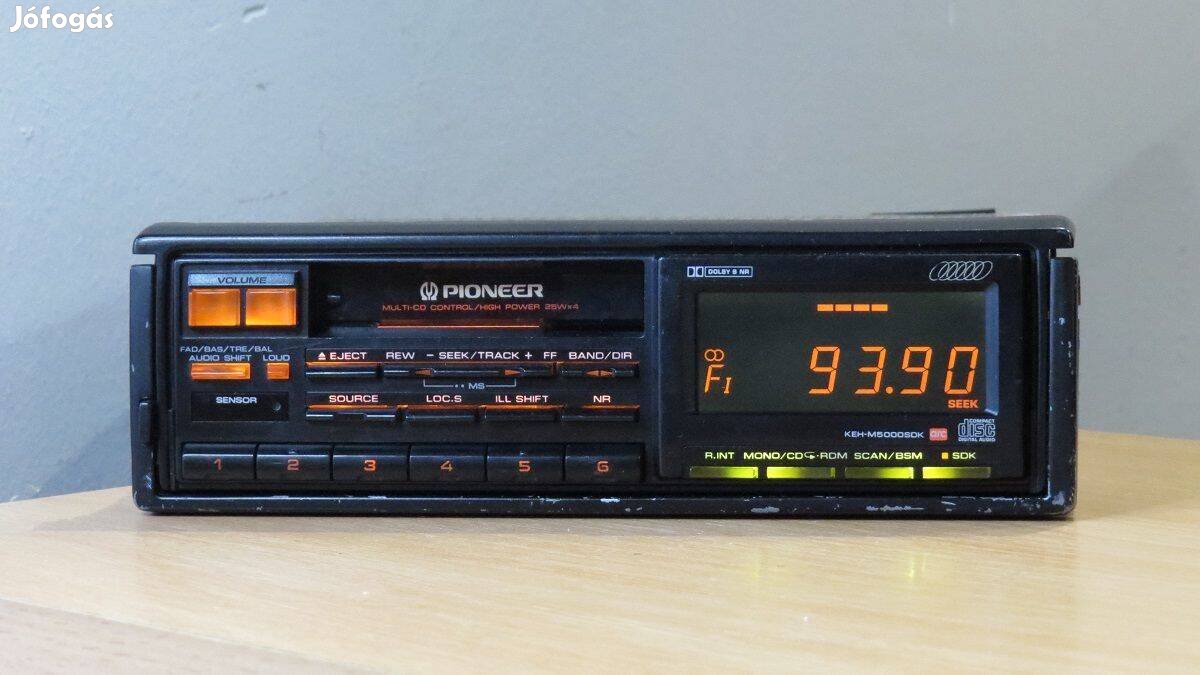 Jófogás
VOLUME
PIONEER
MULTI-CD CONTROL/HIGH POWER 25W×4
FAD/BAS/TRE/BAL
AUDIO SHIFT LOUD
SENSOR
▲ EJECT REW − SEEK/TRACK + FF BAND/DIR
MS
SOURCE LOC.S ILL SHIFT NR
1 2 3 4 5 6
DOLBY B NR
F1 93.90
SEEK
KEH-M5000SDK arc COMPACT
disc
DIGITAL AUDIO
R.INT MONO/CD-RDM SCAN/BSM SDK